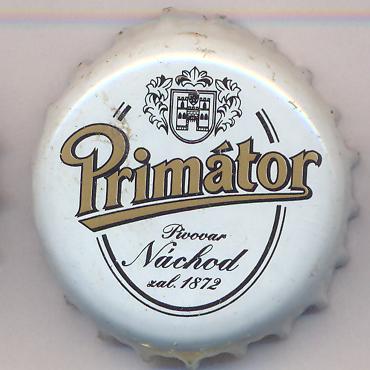 Primátor
Pivovar
Náchod
zal. 1872